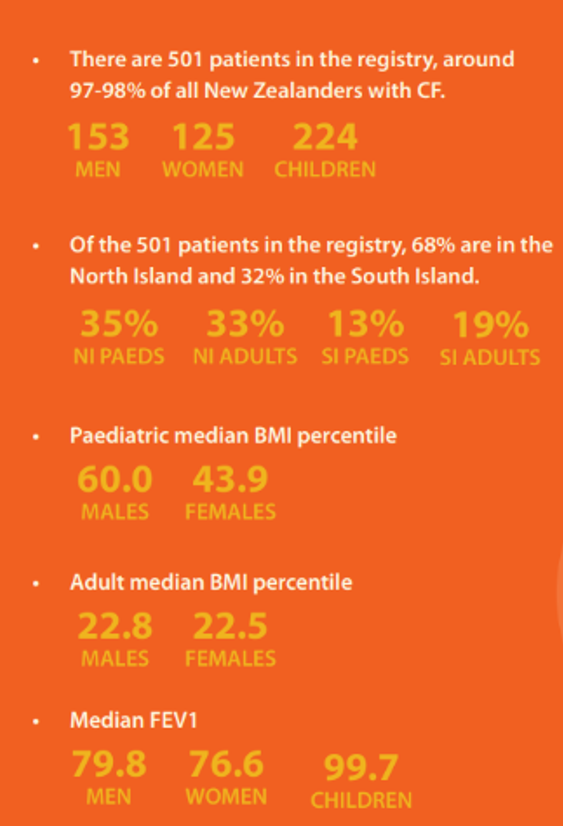 • There are 501 patients in the registry, around
97-98% of all New Zealanders with CF.
153 125 224
MEN WOMEN CHILDREN
• Of the 501 patients in the registry, 68% are in the
North Island and 32% in the South Island.
35% 33% 13% 19%
NI PAEDS NI ADULTS SI PAEDS SI ADULTS
• Paediatric median BMI percentile
60.0 43.9
MALES FEMALES
• Adult median BMI percentile
22.8 22.5
MALES FEMALES
• Median FEV1
79.8 76.6 99.7
MEN WOMEN CHILDREN